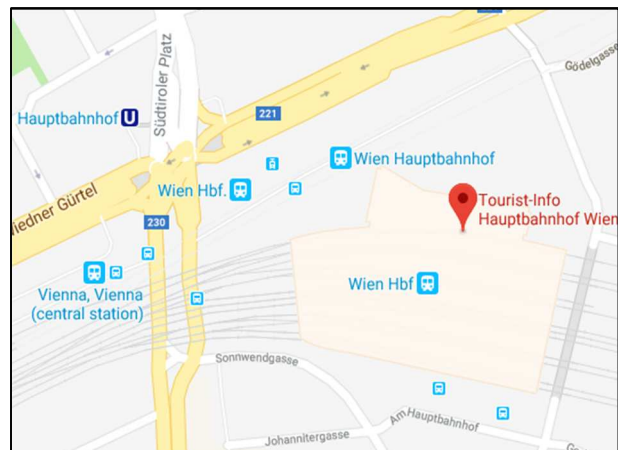 Südtiroler Platz
Gödelgasse
221
Hauptbahnhof U
Wien Hauptbahnhof
Wien Hbf.
Tourist-Info
Hauptbahnhof Wien
iedner Gürtel
230
Wien Hbf
Vienna, Vienna
(central station)
Sonnwendgasse
Am Hauptbahnhof
Johannitergasse